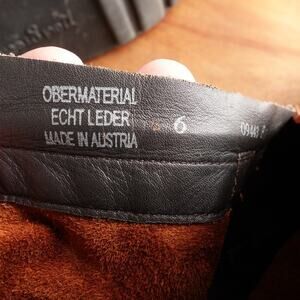 OBERMATERIAL
ECHT LEDER
MADE IN AUSTRIA
6